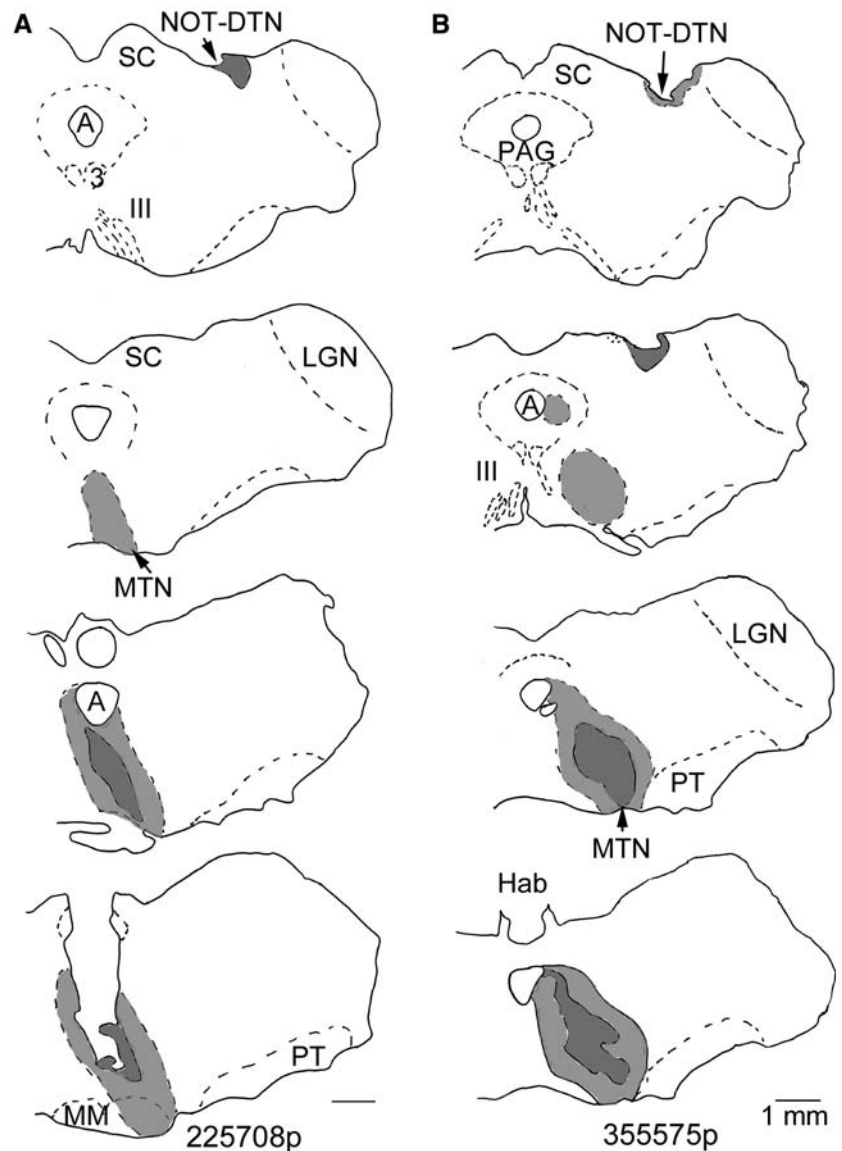 A
NOT-DTN
SC
A
3
III
SC
LGN
MTN
A
MM
PT
225708p
B
NOT-DTN
SC
PAG
A
III
LGN
PT
MTN
Hab
355575p
1 mm